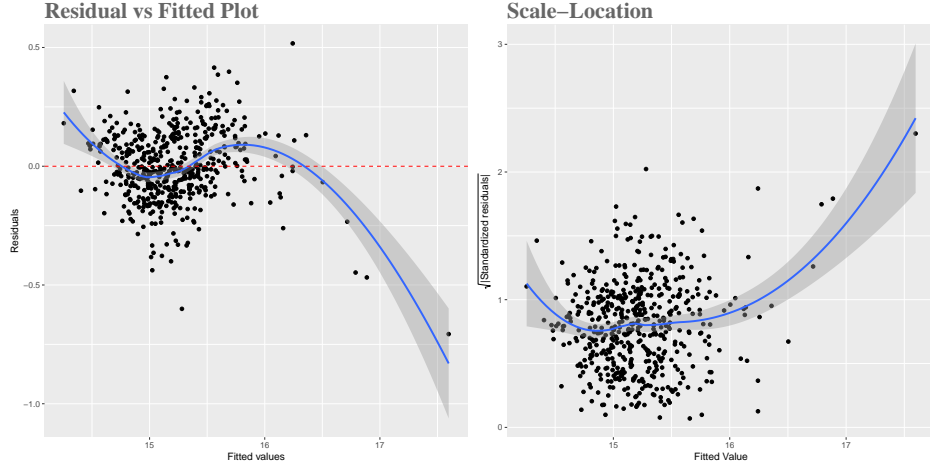 Residual vs Fitted Plot
Residuals
0.5
0.0
−0.5
−1.0
15
16
17
Fitted values
Scale−Location
√|Standardized residuals|
3
2
1
0
15
16
17
Fitted Value